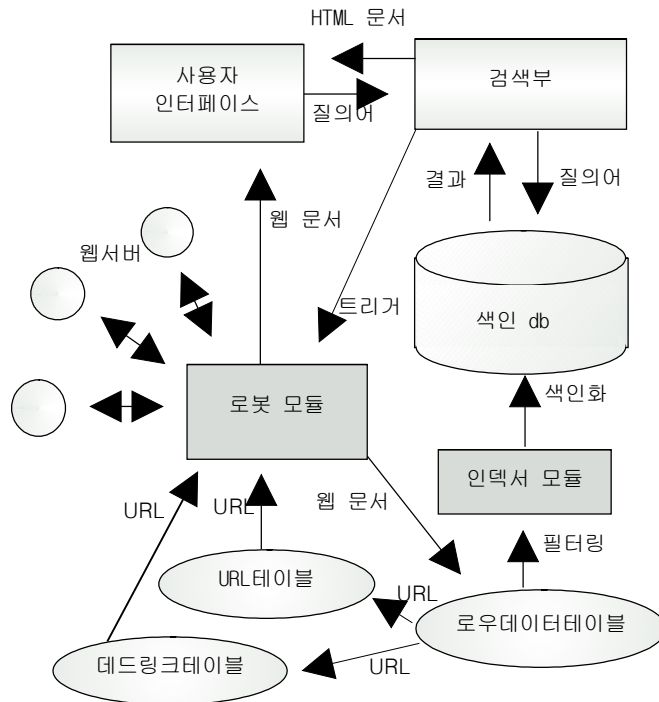 HTML 문서
사용자
인터페이스
검색부
질의어
결과
질의어
웹 문서
웹서버
트리거
색인 db
로봇 모듈
색인화
인덱서 모듈
URL
URL
웹 문서
필터링
URL테이블
URL
로우데이터테이블
데드링크테이블
URL